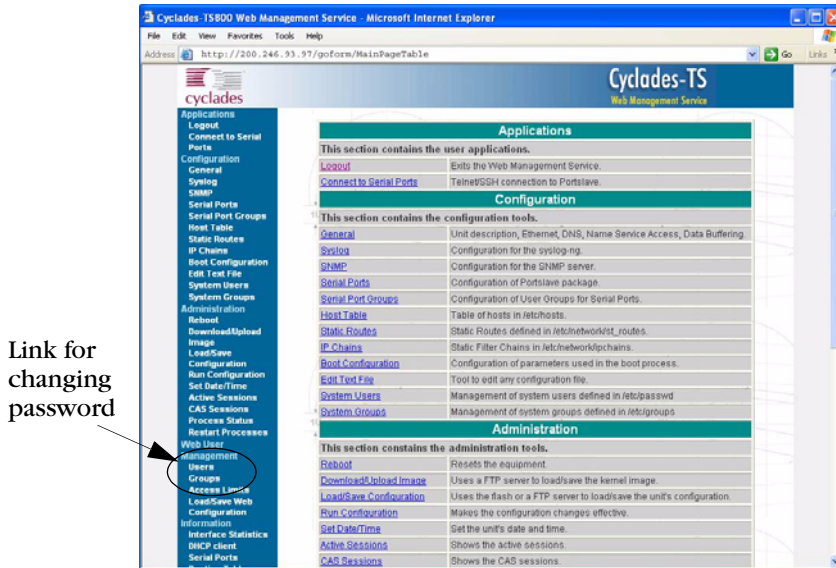 Cyclades-TS800 Web Management Service - Microsoft Internet Explorer
File Edit View Favorites Tools Help
Address http://200.246.93.97/goform/MainPageTable Go Links
cyclades
Cyclades-TS
Web Management Service
Applications
Logout
Connect to Serial
Ports
Configuration
General
Syslog
SNMP
Serial Ports
Serial Port Groups
Host Table
Static Routes
IP Chains
Boot Configuration
Edit Text File
System Users
System Groups
Administration
Reboot
Download/Upload
Image
Load/Save
Configuration
Run Configuration
Set Date/Time
Active Sessions
CAS Sessions
Process Status
Restart Processes
Web User
Management
Users
Groups
Access Limits
Load/Save Web
Configuration
Information
Interface Statistics
DHCP client
Serial Ports
Applications
This section contains the user applications.
Logout Exits the Web Management Service.
Connect to Serial Ports Telnet/SSH connection to Portslave.
Configuration
This section contains the configuration tools.
General Unit description, Ethernet, DNS, Name Service Access, Data Buffering.
Syslog Configuration for the syslog-ng.
SNMP Configuration for the SNMP server.
Serial Ports Configuration of Portslave package.
Serial Port Groups Configuration of User Groups for Serial Ports.
Host Table Table of hosts in /etc/hosts.
Static Routes Static Routes defined in /etc/network/st_routes.
IP Chains Static Filter Chains in /etc/network/ipchains.
Boot Configuration Configuration of parameters used in the boot process.
Edit Text File Tool to edit any configuration file.
System Users Management of system users defined in /etc/passwd
System Groups Management of system groups defined in /etc/groups
Administration
This section constains the administration tools.
Reboot Resets the equipment.
Download/Upload Image Uses a FTP server to load/save the kernel image.
Load/Save Configuration Uses the flash or a FTP server to load/save the unit's configuration.
Run Configuration Makes the configuration changes effective.
Set Date/Time Set the unit's date and time.
Active Sessions Shows the active sessions.
CAS Sessions Shows the CAS sessions.
Link for
changing
password